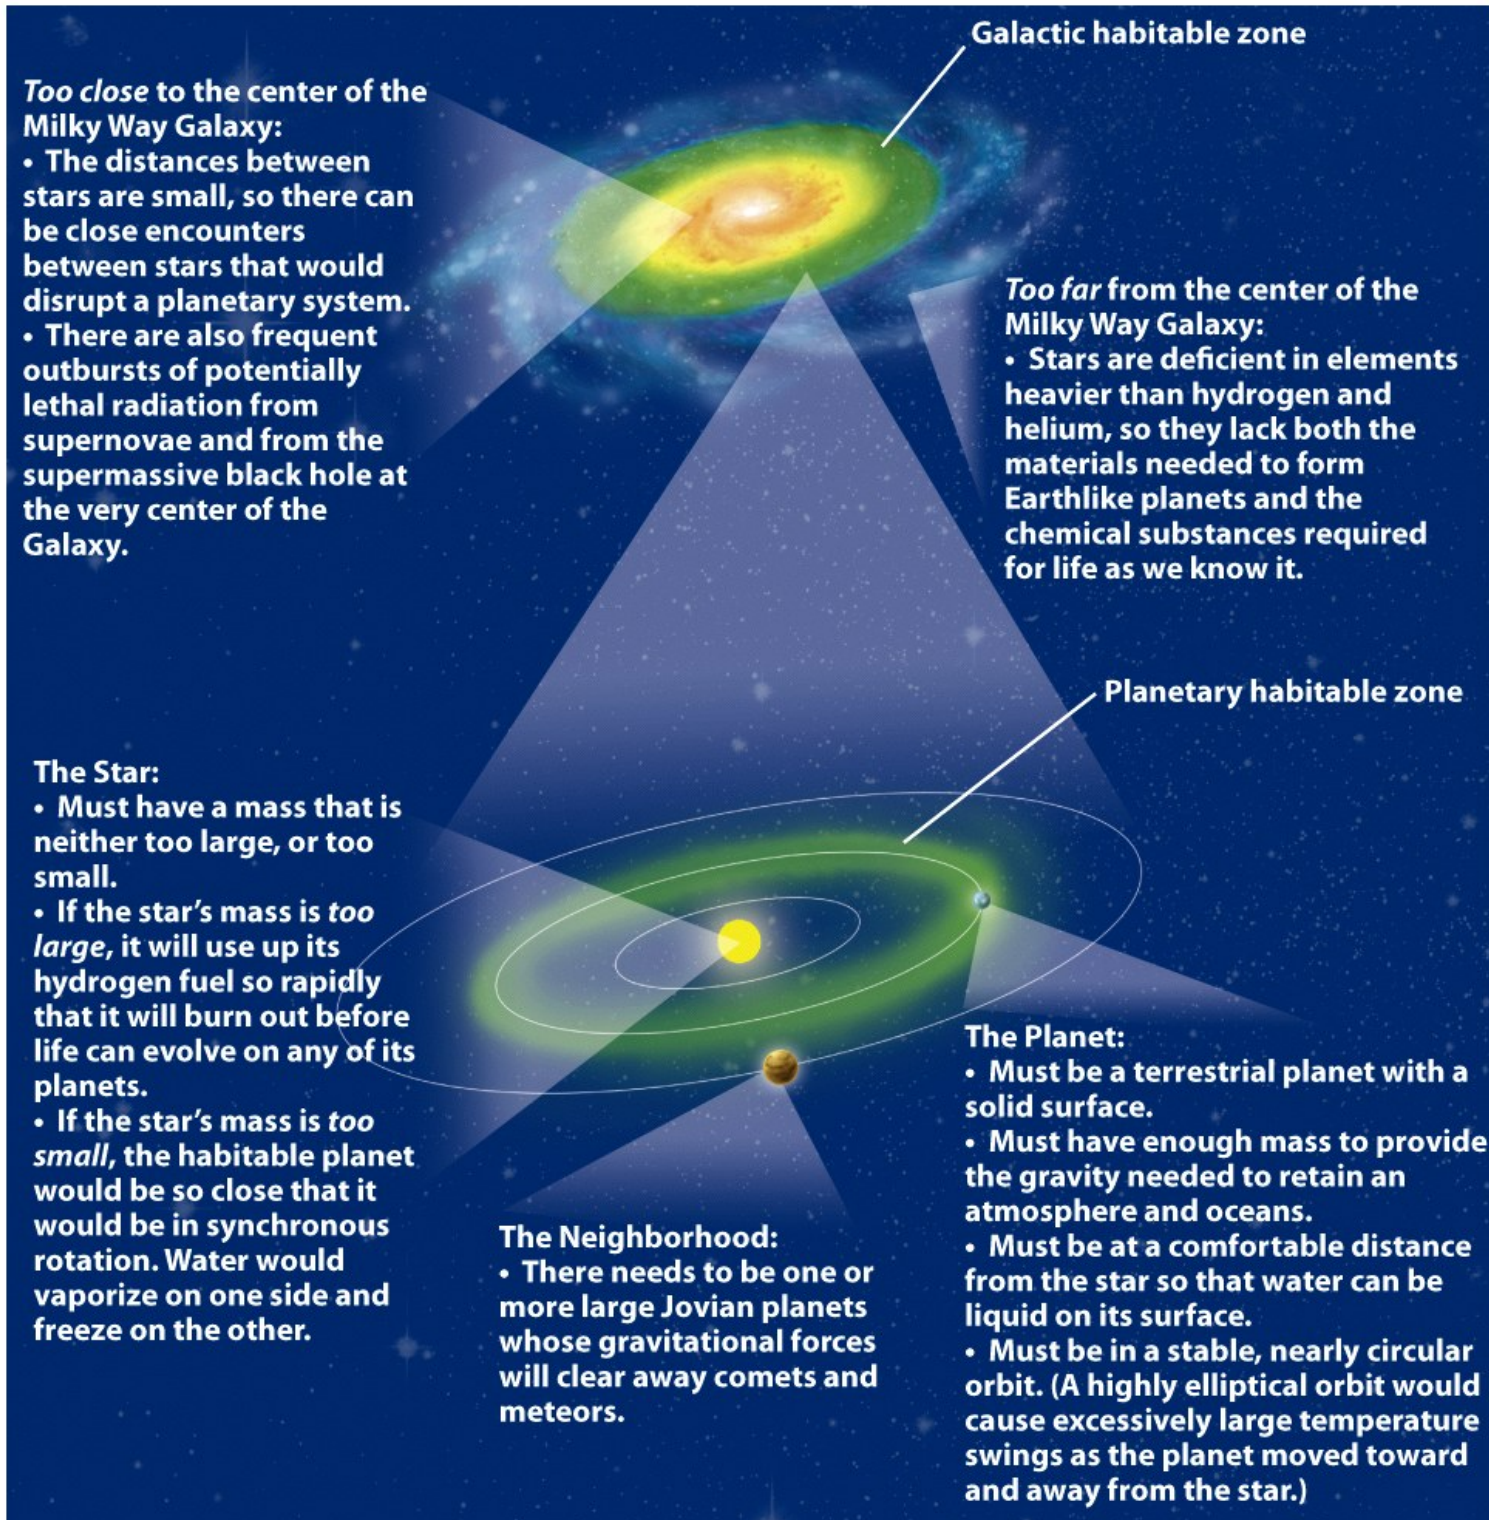 Galactic habitable zone
Too close to the center of the
Milky Way Galaxy:
• The distances between
stars are small, so there can
be close encounters
between stars that would
disrupt a planetary system.
• There are also frequent
outbursts of potentially
lethal radiation from
supernovae and from the
supermassive black hole at
the very center of the
Galaxy.
Too far from the center of the
Milky Way Galaxy:
• Stars are deficient in elements
heavier than hydrogen and
helium, so they lack both the
materials needed to form
Earthlike planets and the
chemical substances required
for life as we know it.
Planetary habitable zone
The Star:
• Must have a mass that is
neither too large, or too
small.
• If the star's mass is too
large, it will use up its
hydrogen fuel so rapidly
that it will burn out before
life can evolve on any of its
planets.
• If the star's mass is too
small, the habitable planet
would be so close that it
would be in synchronous
rotation. Water would
vaporize on one side and
freeze on the other.
The Neighborhood:
• There needs to be one or
more large Jovian planets
whose gravitational forces
will clear away comets and
meteors.
The Planet:
• Must be a terrestrial planet with a
solid surface.
• Must have enough mass to provide
the gravity needed to retain an
atmosphere and oceans.
• Must be at a comfortable distance
from the star so that water can be
liquid on its surface.
• Must be in a stable, nearly circular
orbit. (A highly elliptical orbit would
cause excessively large temperature
swings as the planet moved toward
and away from the star.)